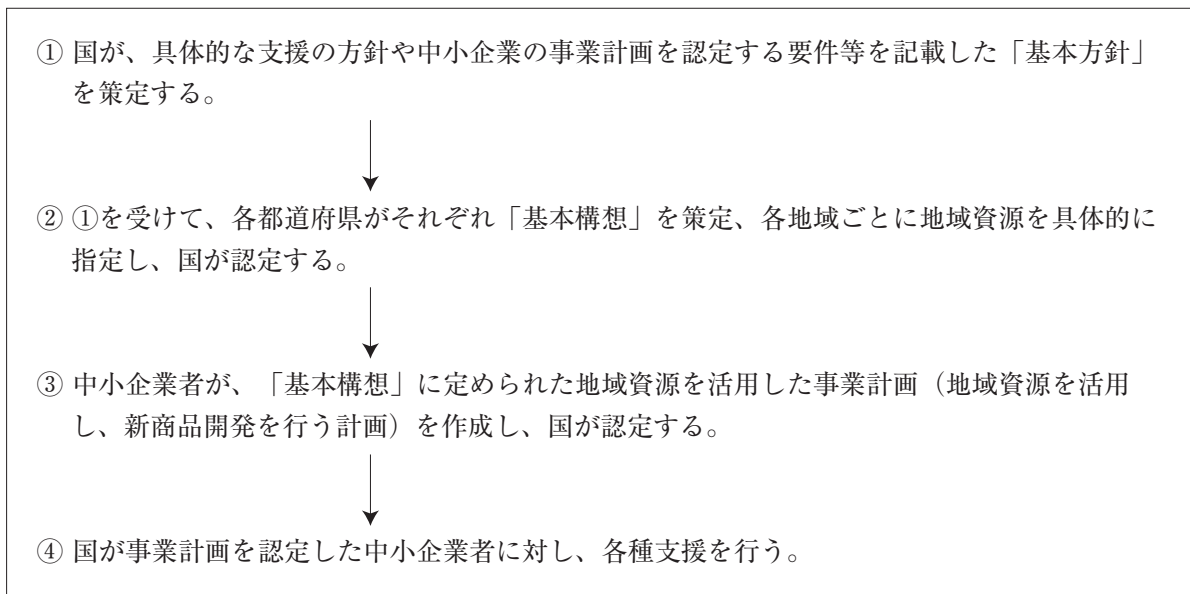 ① 国が、具体的な支援の方針や中小企業の事業計画を認定する要件等を記載した「基本方針」
を策定する。
② ①を受けて、各都道府県がそれぞれ「基本構想」を策定、各地域ごとに地域資源を具体的に
指定し、国が認定する。
③ 中小企業者が、「基本構想」に定められた地域資源を活用した事業計画（地域資源を活用
し、新商品開発を行う計画）を作成し、国が認定する。
④ 国が事業計画を認定した中小企業者に対し、各種支援を行う。